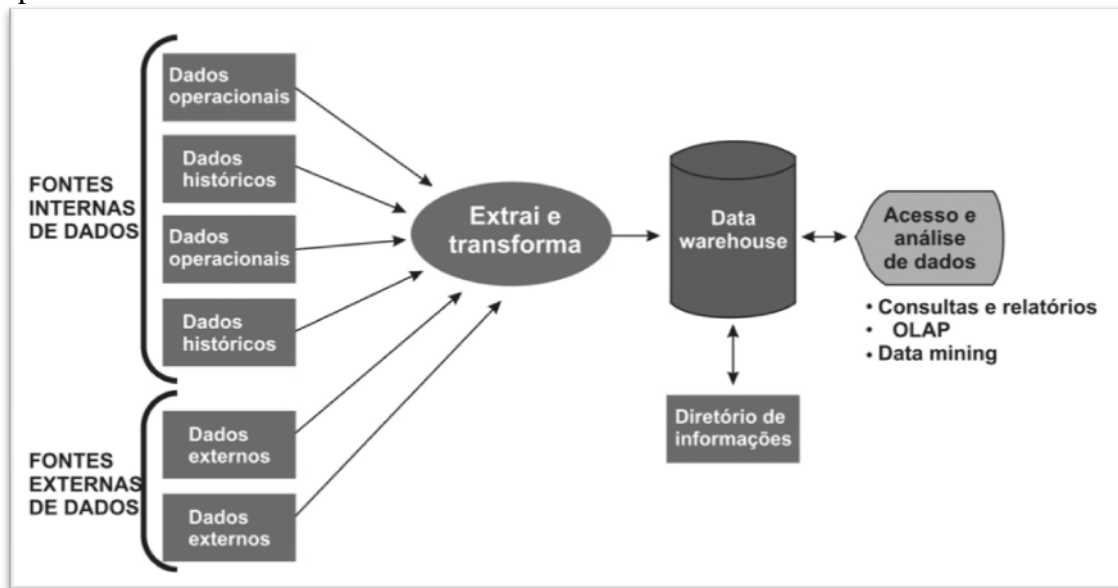 FONTES
INTERNAS
DE DADOS
Dados
operacionais
Dados
históricos
Dados
operacionais
Dados
históricos
FONTES
EXTERNAS
DE DADOS
Dados
externos
Dados
externos
Extrai e
transforma
Data
warehouse
Diretório de
informações
Acesso e
análise
de dados
• Consultas e relatórios
• OLAP
• Data mining